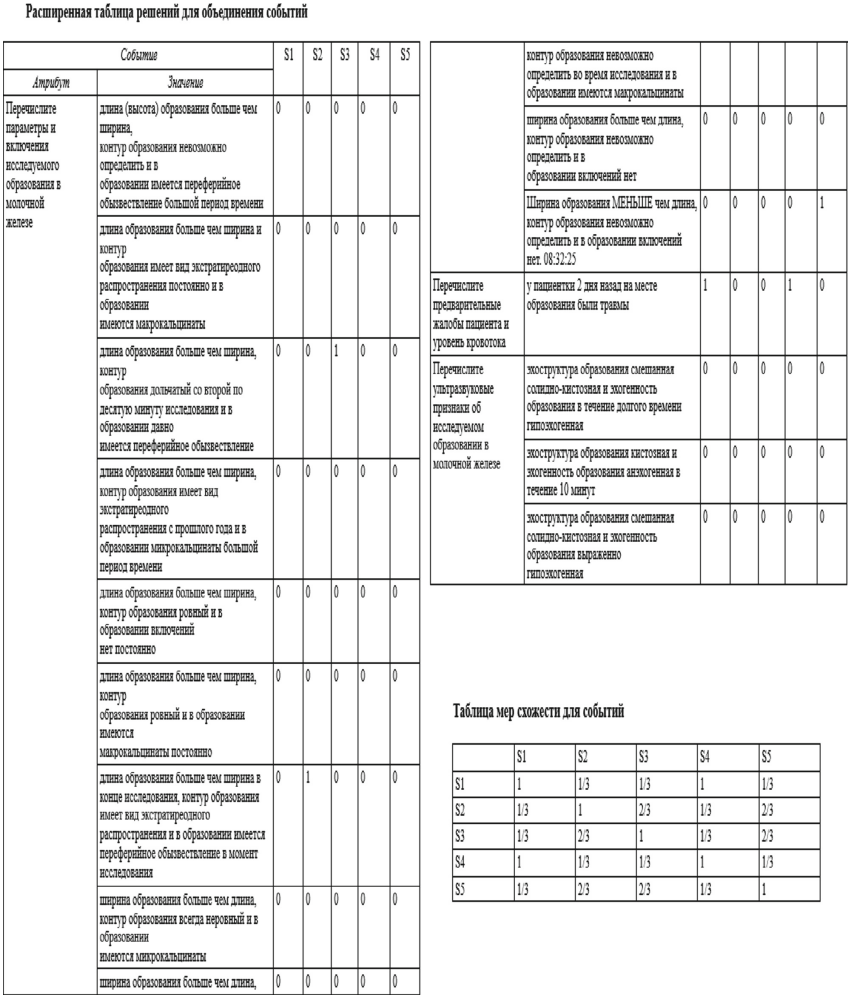 Расширенная таблица решений для объединения событий
Событие S1 S2 S3 S4 S5
Атрибут Значение
Перечислите
параметры и
включения
исследуемого
образования в
молочной
железе
длина (высота) образования больше чем
ширина,
контур образования невозможно
определить и в
образовании имеется переферийное
обызвествление большой период времени
0 0 0 0 0
длина образования больше чем ширина и
контур
образования имеет вид экстратиреодного
распространения постоянно и в
образовании
имеются макрокальцинаты
0 0 0 0 0
длина образования больше чем ширина,
контур
образования дольчатый со второй по
десятую минуту исследования и в
образовании давно
имеется переферийное обызвествление
0 0 1 0 0
длина образования больше чем ширина,
контур образования имеет вид
экстратиреодного
распространения с прошлого года и в
образовании микрокальцинаты большой
период времени
0 0 0 0 0
длина образования больше чем ширина,
контур образования ровный и в
образовании включений
нет постоянно
0 0 0 0 0
длина образования больше чем ширина,
контур
образования ровный и в образовании
имеются
макрокальцинаты постоянно
0 0 0 0 0
длина образования больше чем ширина в
конце исследования, контур образования
имеет вид экстратиреодного
распространения и в образовании имеется
переферийное обызвествление в момент
исследования
0 1 0 0 0
ширина образования больше чем длина,
контур образования всегда неровный и в
образовании
имеются микрокальцинаты
0 0 0 0 0
ширина образования больше чем длина,
0 0 0 0 0
контур образования невозможно
определить во время исследования и в
образовании имеются макрокальцинаты
ширина образования больше чем длина,
контур образования невозможно
определить и в
образовании включений нет
0 0 0 0 0
Ширина образования МЕНЬШЕ чем длина,
контур образования невозможно
определить и в образовании включений
нет. 08:32:25
0 0 0 0 1
Перечислите
предварительные
жалобы пациента и
уровень кровотока
у пациентки 2 дня назад на месте
образования были травмы
1 0 0 1 0
Перечислите
ультразвуковые
признаки об
исследуемом
образовании в
молочной железе
эхоструктура образования смешанная
солидно-кистозная и эхогенность
образования в течение долгого времени
гипоэхогенная
0 0 0 0 0
эхоструктура образования кистозная и
эхогенность образования анэхогенная в
течение 10 минут
0 0 0 0 0
эхоструктура образования смешанная
солидно-кистозная и эхогенность
образования выраженно
гипоэхогенная
0 0 0 0 0
Таблица мер схожести для событий
S1 S2 S3 S4 S5
S1 1 1/3 1/3 1 1/3
S2 1/3 1 2/3 1/3 2/3
S3 1/3 2/3 1 1/3 2/3
S4 1 1/3 1/3 1 1/3
S5 1/3 2/3 2/3 1/3 1